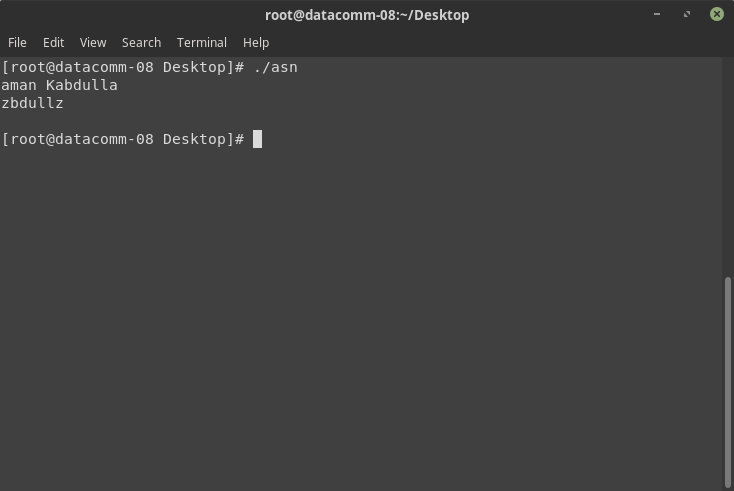 root@datacomm-08:~/Desktop
File Edit View Search Terminal Help
[root@datacomm-08 Desktop]# ./asn
aman Kabdulla
zbdullz
[root@datacomm-08 Desktop]#